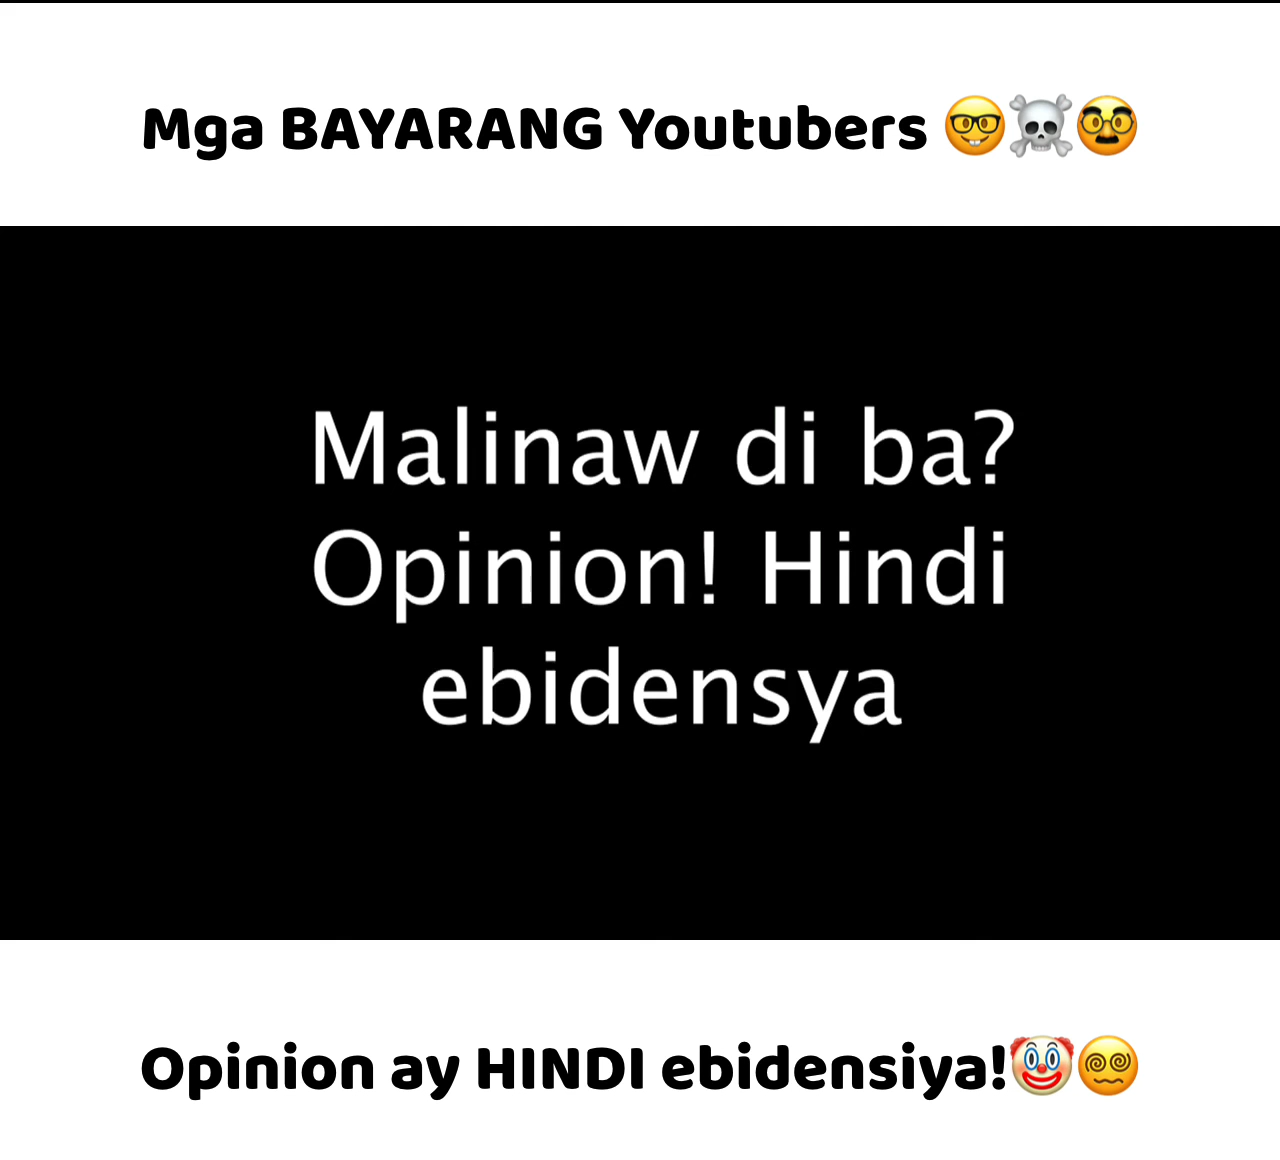 Mga BAYARANG Youtubers 🤓☠️🥸
Malinaw di ba?
Opinion! Hindi
ebidensya
Opinion ay HINDI ebidensiya!🤡😵‍💫